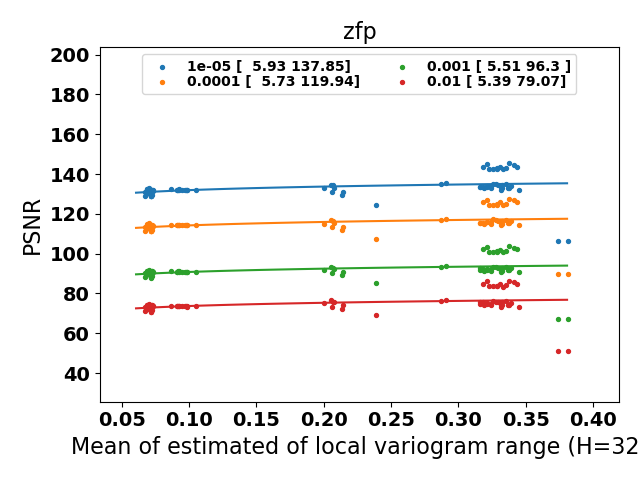 zfp
1e-05 [  5.93 137.85]
0.0001 [  5.73 119.94]
0.001 [ 5.51 96.3 ]
0.01 [ 5.39 79.07]
PSNR
200
180
160
140
120
100
80
60
40
0.05 0.10 0.15 0.20 0.25 0.30 0.35 0.40
Mean of estimated of local variogram range (H=32